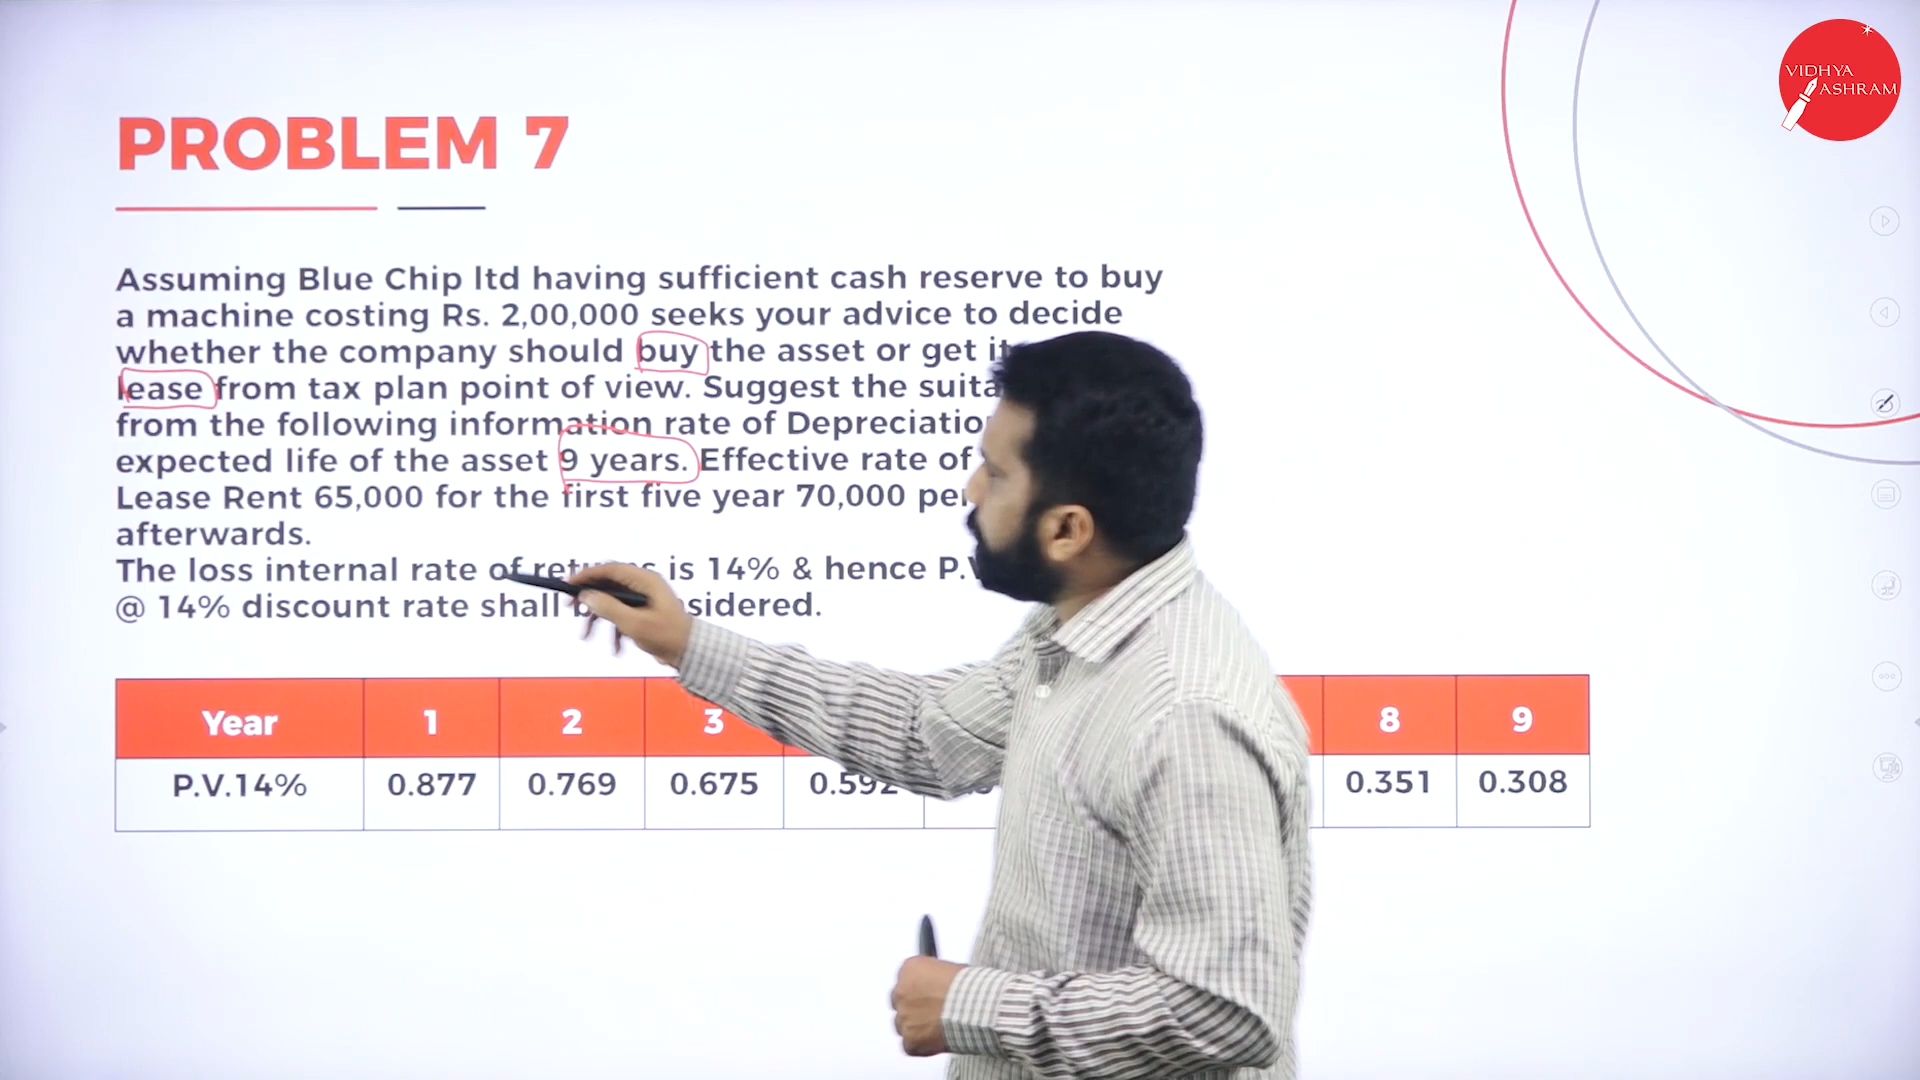 VIDHYA
ASHRAM
PROBLEM 7
Assuming Blue Chip ltd having sufficient cash reserve to buy
a machine costing Rs. 2,00,000 seeks your advice to decide
whether the company should buy the asset or get it
lease from tax plan point of view. Suggest the
from the following information rate of
expected life of the asset 9 years. Effective rate of
Lease Rent 65,000 for the first five year 70,000
afterwards.
The loss internal rate of is 14% & hence
@ 14% discount rate shall
Year 1 2 3 8 9
P.V.14% 0.877 0.769 0.675 0.592 0.351 0.308